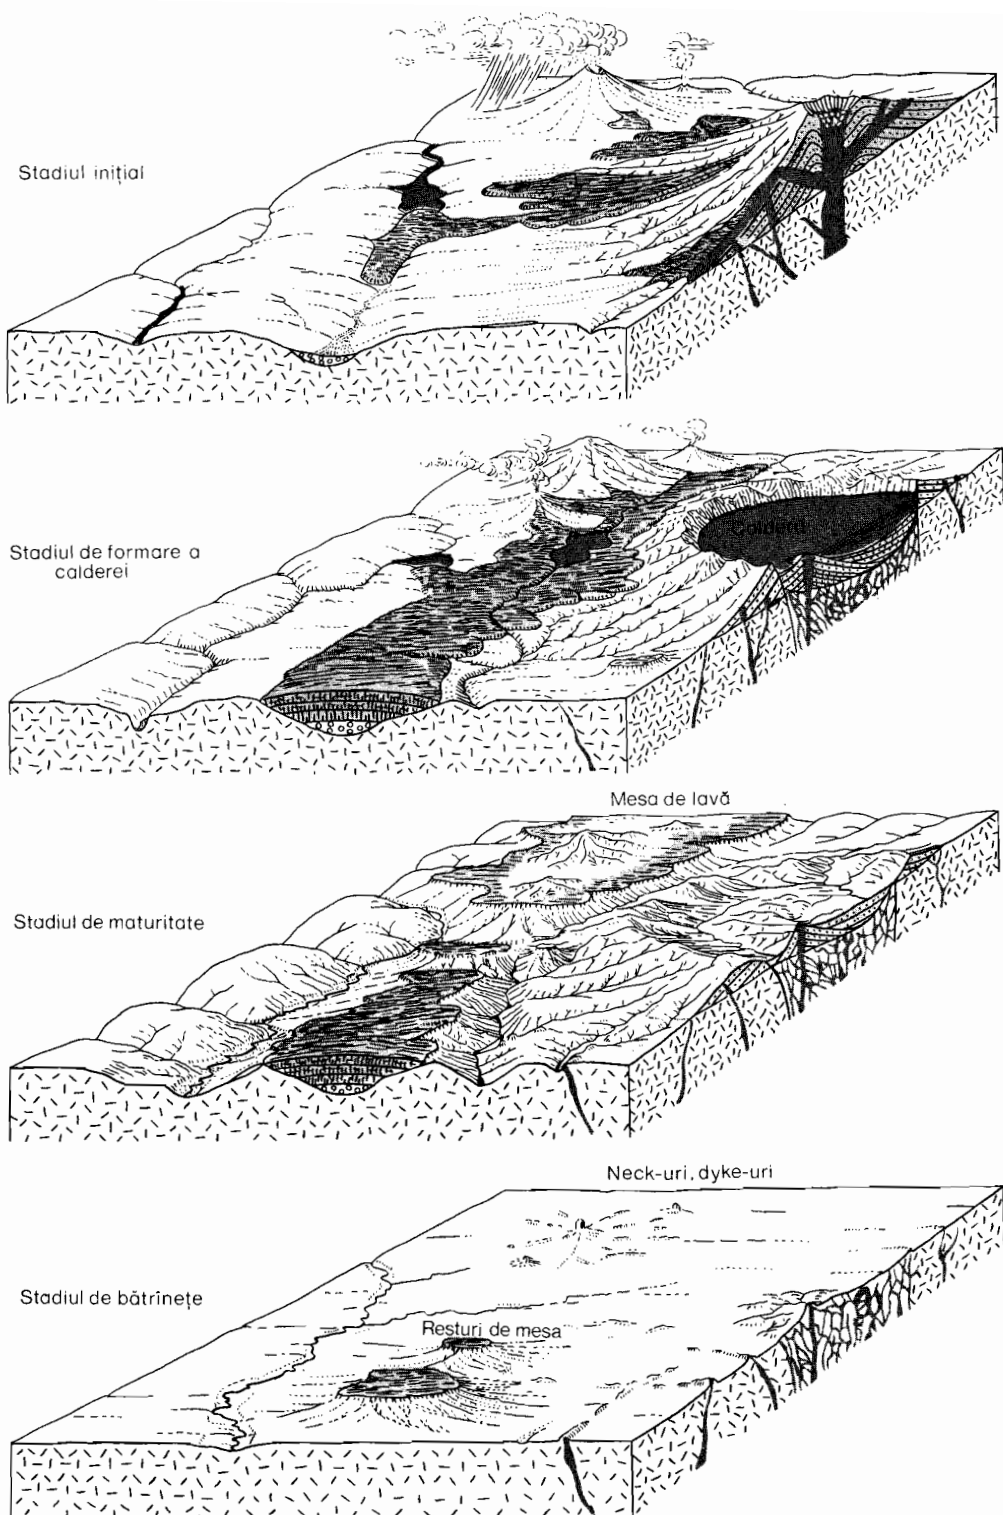 Stadiul inițial
Stadiul de formare a
calderei
Calderă
Mesa de lavă
Stadiul de maturitate
Neck-uri, dyke-uri
Stadiul de bătrînețe
Resturi de mesa